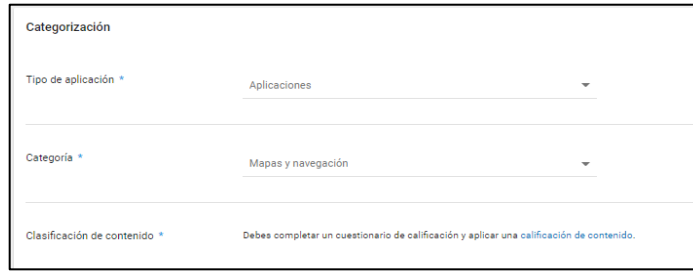 Categorización
Tipo de aplicación *
Aplicaciones
Categoría *
Mapas y navegación
Clasificación de contenido *
Debes completar un cuestionario de calificación y aplicar una calificación de contenido.